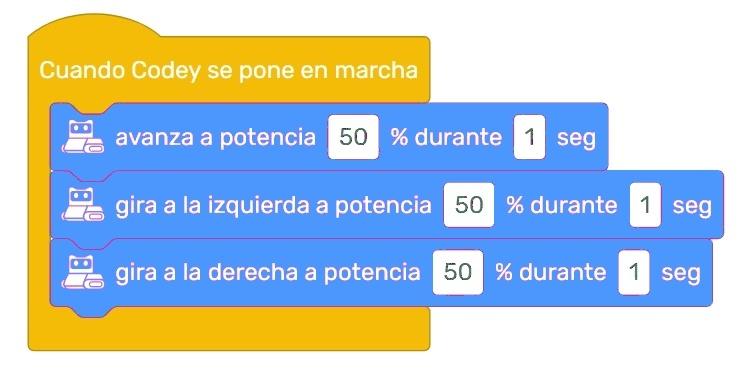 Cuando Codey se pone en marcha
avanza a potencia 50 % durante 1 seg
gira a la izquierda a potencia 50 % durante 1 seg
gira a la derecha a potencia 50 % durante 1 seg